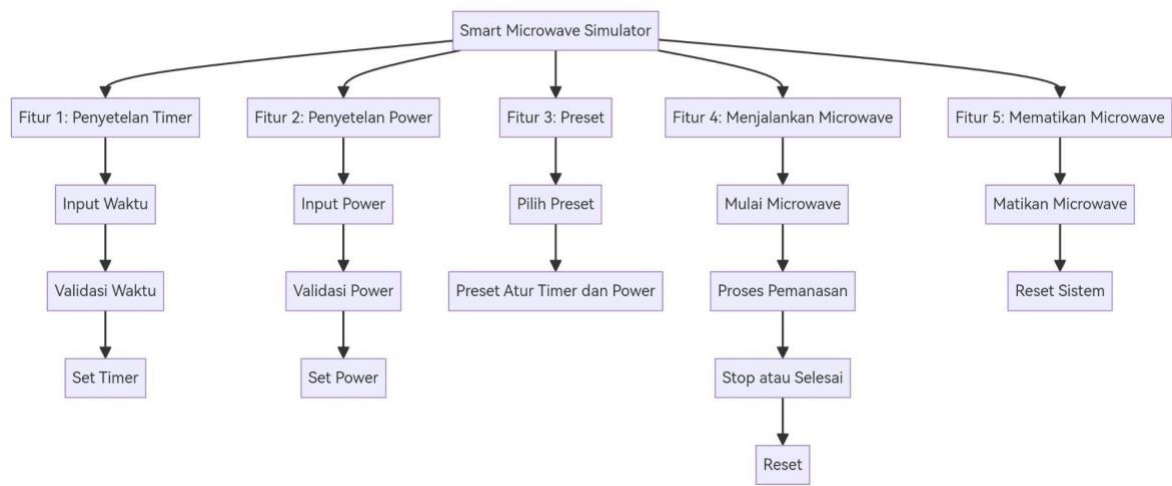 Smart Microwave Simulator
Fitur 1: Penyetelan Timer
Fitur 2: Penyetelan Power
Fitur 3: Preset
Fitur 4: Menjalankan Microwave
Fitur 5: Mematikan Microwave
Input Waktu
Input Power
Pilih Preset
Mulai Microwave
Matikan Microwave
Validasi Waktu
Validasi Power
Preset Atur Timer dan Power
Proses Pemanasan
Reset Sistem
Set Timer
Set Power
Stop atau Selesai
Reset